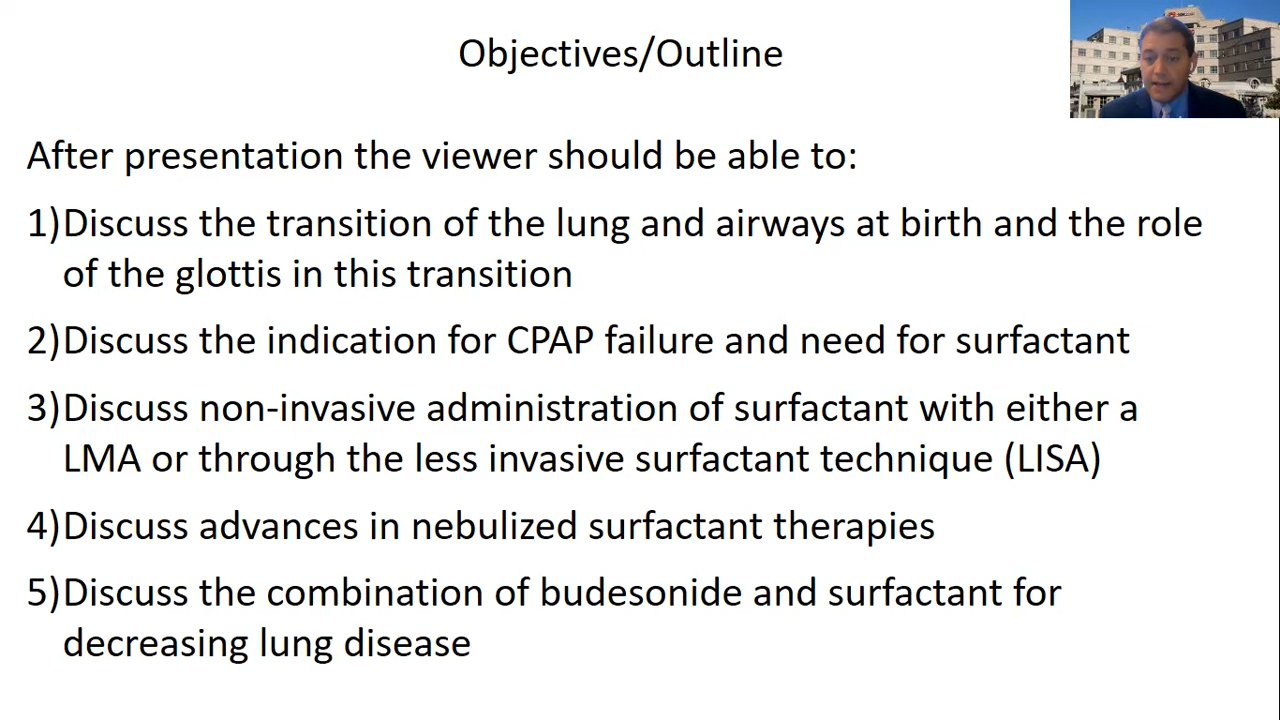 Objectives/Outline
After presentation the viewer should be able to:
1)Discuss the transition of the lung and airways at birth and the role
of the glottis in this transition
2)Discuss the indication for CPAP failure and need for surfactant
3)Discuss non-invasive administration of surfactant with either a
LMA or through the less invasive surfactant technique (LISA)
4)Discuss advances in nebulized surfactant therapies
5)Discuss the combination of budesonide and surfactant for
decreasing lung disease